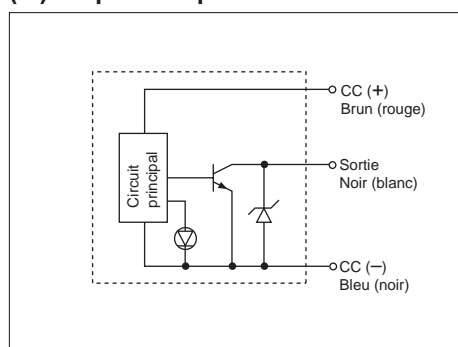 Circuit
principal
CC (+)
Brun (rouge)
Sortie
Noir (blanc)
CC (−)
Bleu (noir)